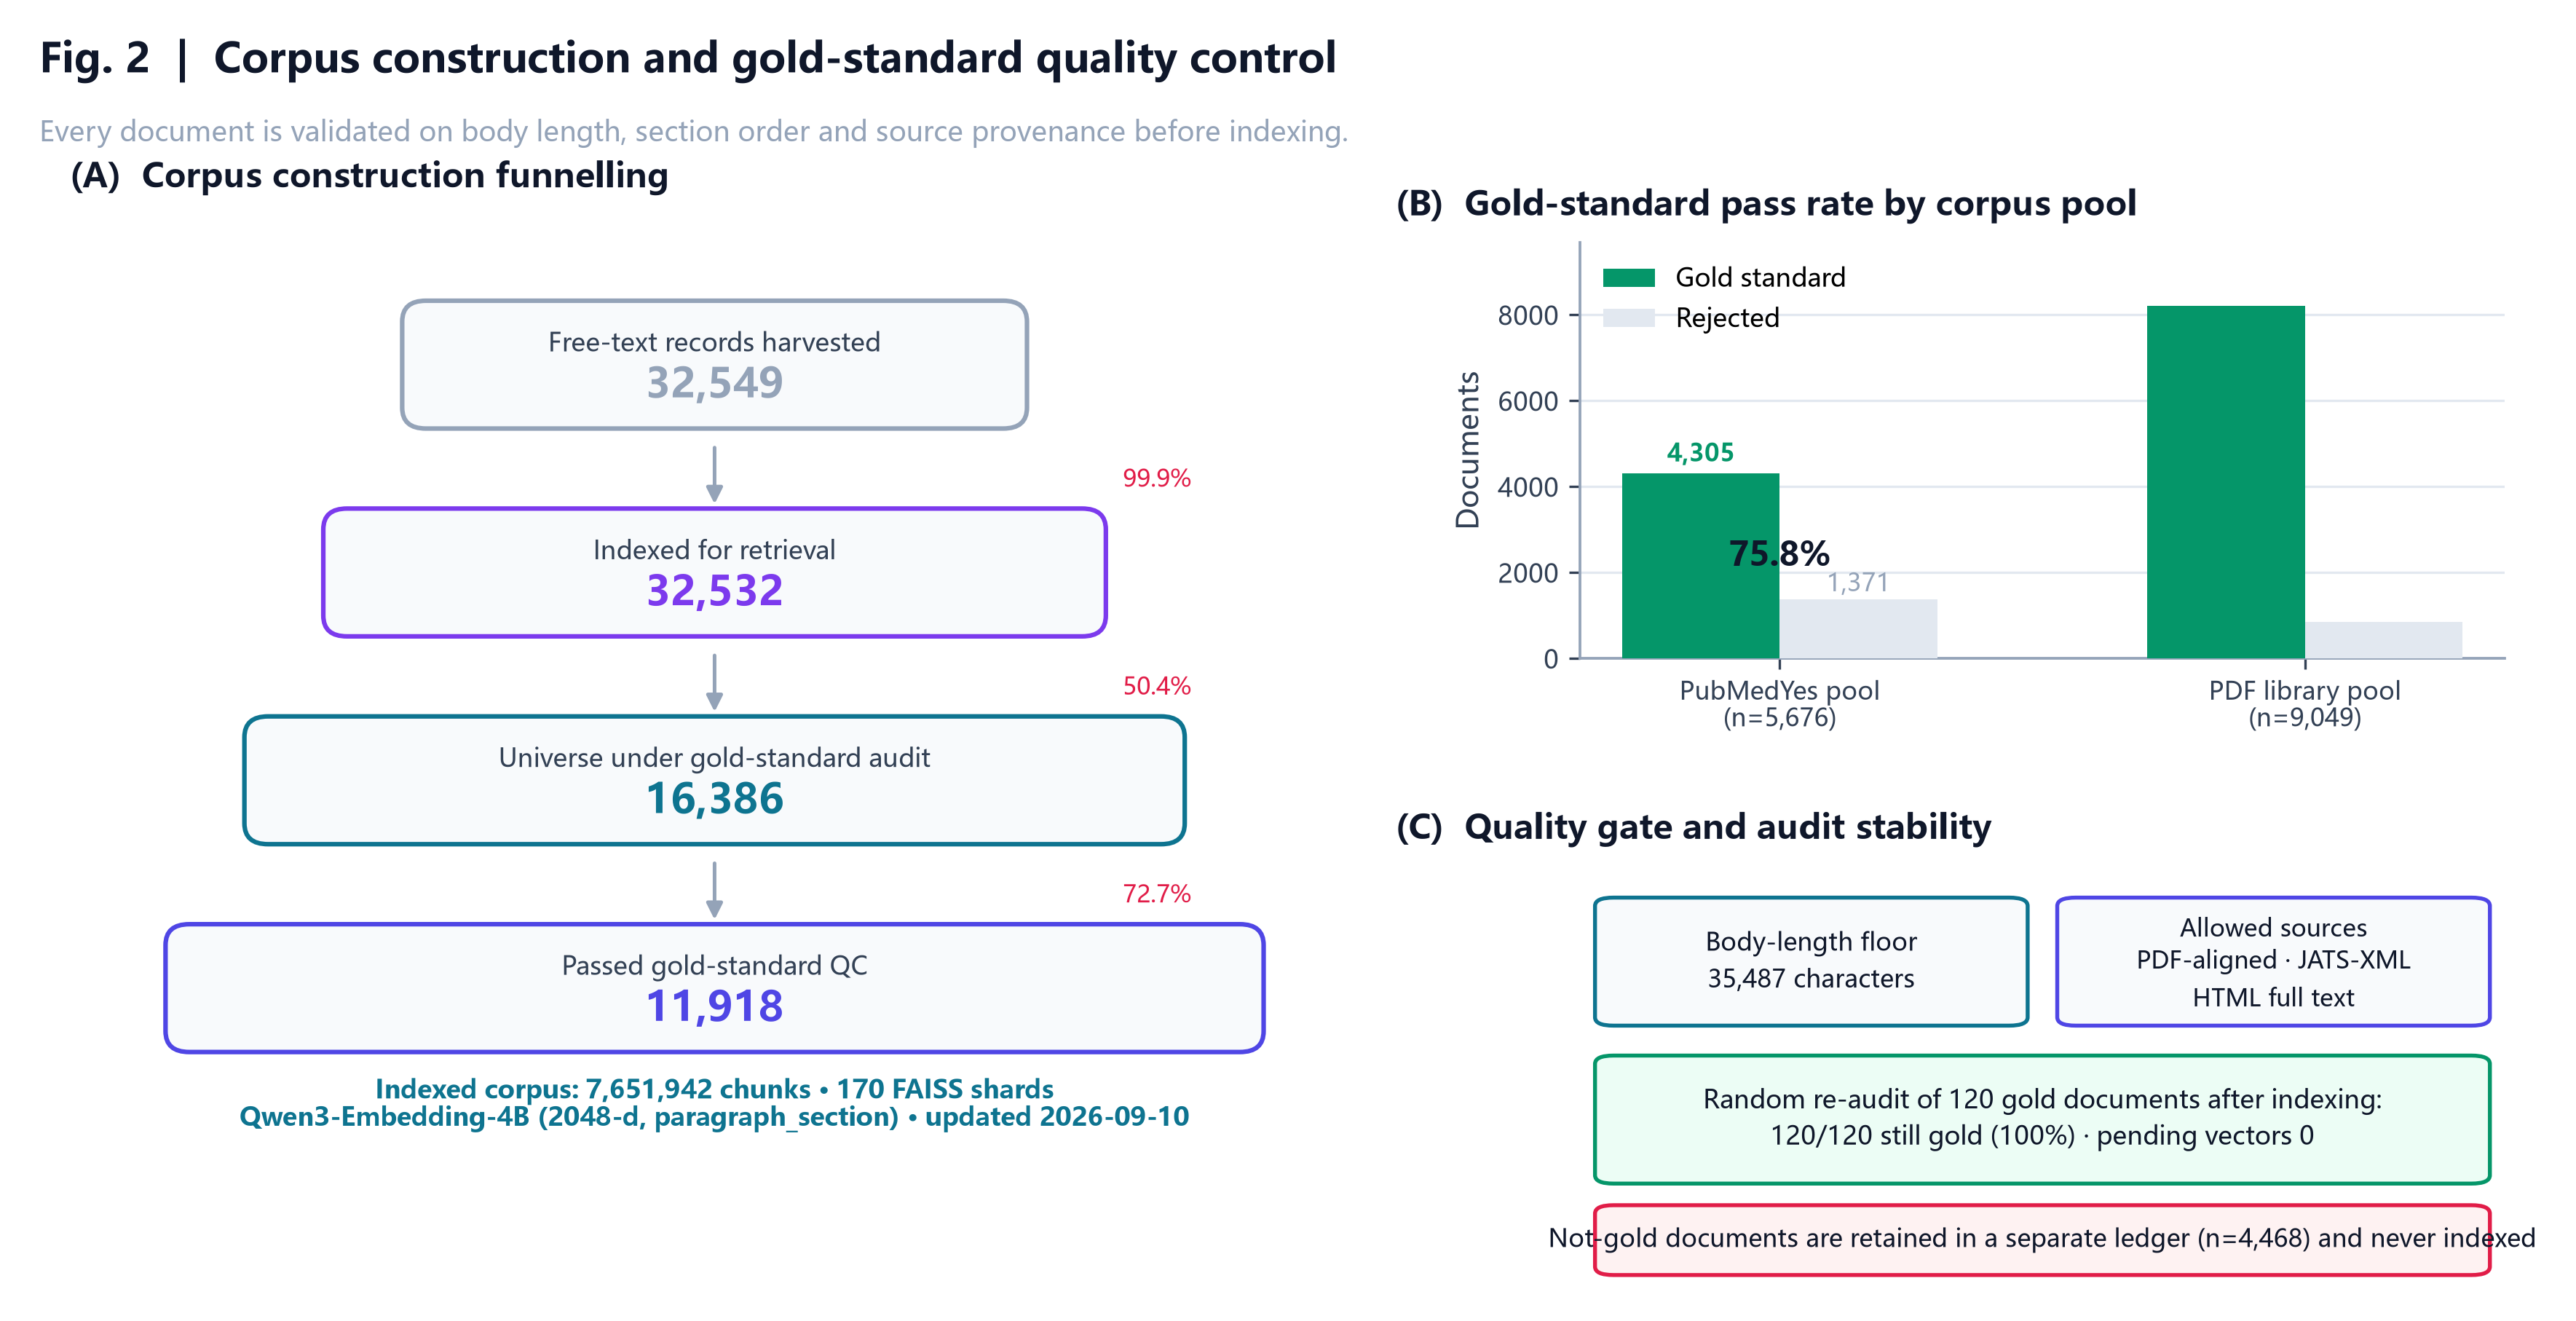 Fig. 2 | Corpus construction and gold-standard quality control
Every document is validated on body length, section order and source provenance before indexing.
(A) Corpus construction funnelling
Free-text records harvested
32,549
99.9%
Indexed for retrieval
32,532
50.4%
Universe under gold-standard audit
16,386
72.7%
Passed gold-standard QC
11,918
Indexed corpus: 7,651,942 chunks • 170 FAISS shards
Qwen3-Embedding-4B (2048-d, paragraph_section) • updated 2026-09-10
(B) Gold-standard pass rate by corpus pool
Gold standard
Rejected
Documents
8000
6000
4000
2000
0
4,305
75.8%
1,371
PubMedYes pool
(n=5,676)
PDF library pool
(n=9,049)
(C) Quality gate and audit stability
Body-length floor
35,487 characters
Allowed sources
PDF-aligned · JATS-XML
HTML full text
Random re-audit of 120 gold documents after indexing:
120/120 still gold (100%) · pending vectors 0
Not-gold documents are retained in a separate ledger (n=4,468) and never indexed